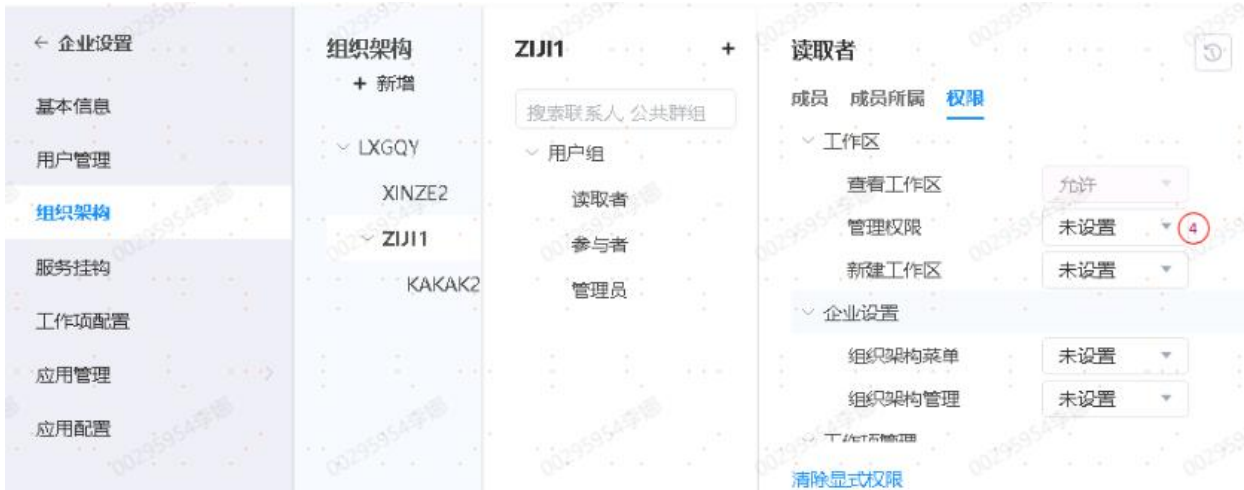 ← 企业设置
基本信息
用户管理
组织架构
服务挂钩
工作项配置
应用管理
应用配置
组织架构
+ 新增
LXGQY
XINZE2
ZIJI1
KAKAK2
ZIJI1 +
搜索联系人,公共群组
用户组
读取者
参与者
管理员
读取者
成员 成员所属 权限
工作区
查看工作区 允许
管理权限 未设置 4
新建工作区 未设置
企业设置
组织架构菜单 未设置
组织架构管理 未设置
工作项管理
清除显式权限